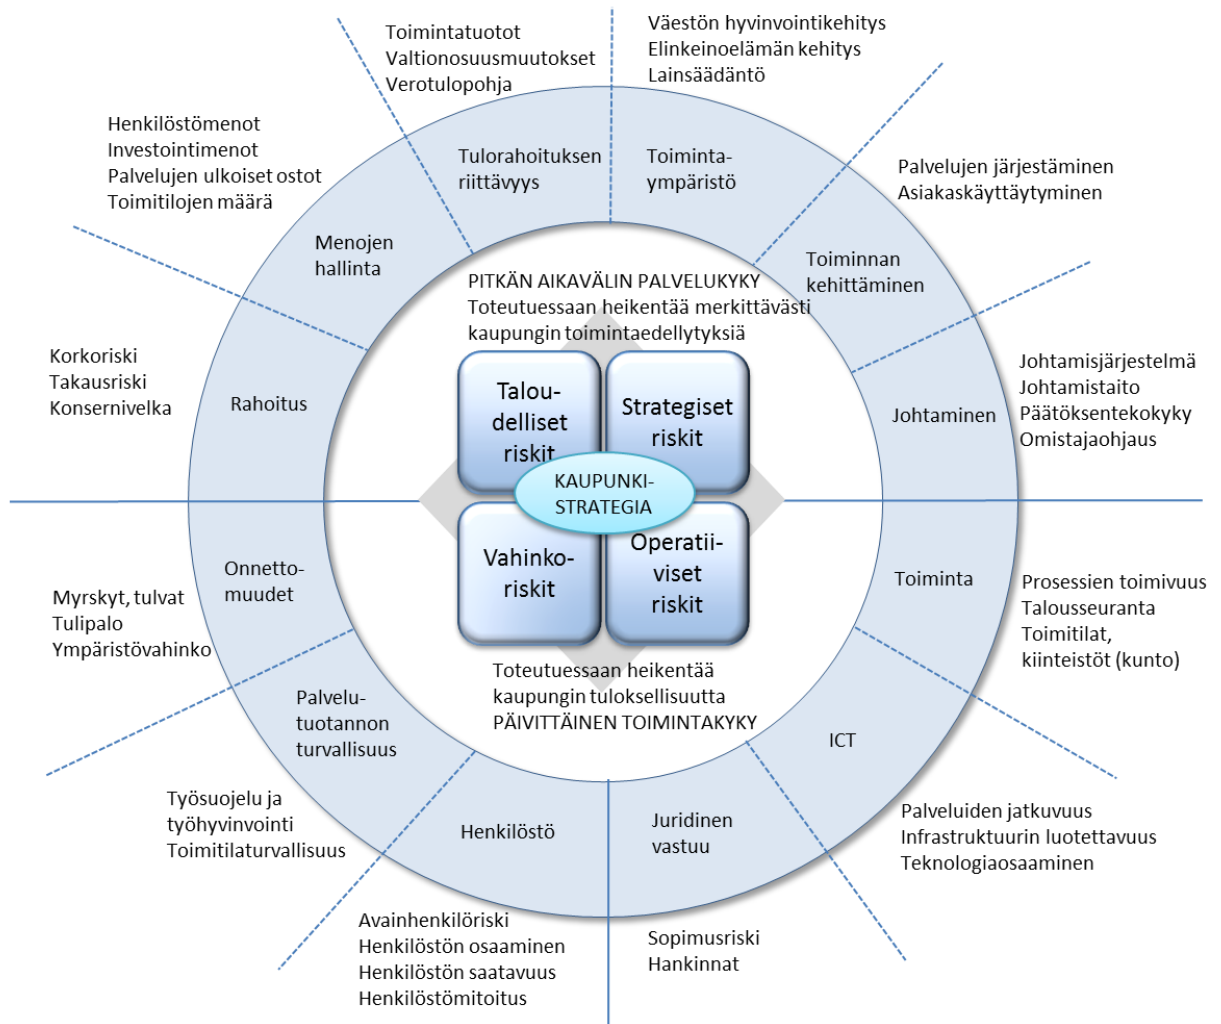 Toimintatuotot
Valtionosuusmuutokset
Verotulopohja
Väestön hyvinvointikehitys
Elinkeinoelämän kehitys
Lainsäädäntö
Henkilöstömenot
Investointimenot
Palvelujen ulkoiset ostot
Toimitilojen määrä
Tulorahoituksen
riittävyys
Toiminta-
ympäristö
Palvelujen järjestäminen
Asiakaskäyttäytyminen
Menojen
hallinta
Toiminnan
kehittäminen
PITKÄN AIKAVÄLIN PALVELUKYKY
Toteutuessaan heikentää merkittävästi
kaupungin toimintaedellytyksiä
Korkoriski
Takausriski
Konsernivelka
Rahoitus
Talou-
delliset
riskit
Strategiset
riskit
Johtaminen
Johtamisjärjestelmä
Johtamistaito
Päätöksentekokyky
Omistajaohjaus
KAUPUNKI-
STRATEGIA
Myrskyt, tulvat
Tulipalo
Ympäristövahinko
Onnetto-
muudet
Vahinko-
riskit
Operatii-
viset
riskit
Toiminta
Prosessien toimivuus
Talousseuranta
Toimitilat,
kiinteistöt (kunto)
Toteutuessaan heikentää
kaupungin tuloksellisuutta
PÄIVITTÄINEN TOIMINTAKYKY
Palvelu-
tuotannon
turvallisuus
ICT
Työsuojelu ja
työhyvinvointi
Toimitilaturvallisuus
Henkilöstö
Juridinen
vastuu
Palveluiden jatkuvuus
Infrastruktuurin luotettavuus
Teknologiaosaaminen
Avainhenkilöriski
Henkilöstön osaaminen
Henkilöstön saatavuus
Henkilöstömitoitus
Sopimusriski
Hankinnat